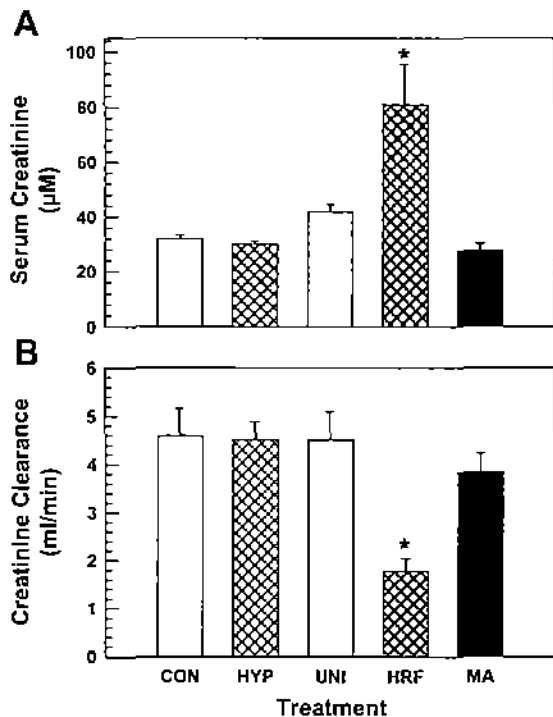 A
100
80
60
40
20
0
Serum Creatinine
(µM)
*
B
6
5
4
3
2
1
0
Creatinine Clearance
(ml/min)
*
CON HYP UNI HRF MA
Treatment